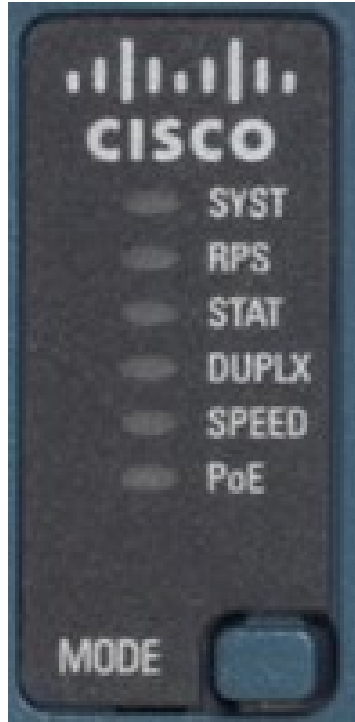 CISCO
SYST
RPS
STAT
DUPLX
SPEED
PoE
MODE